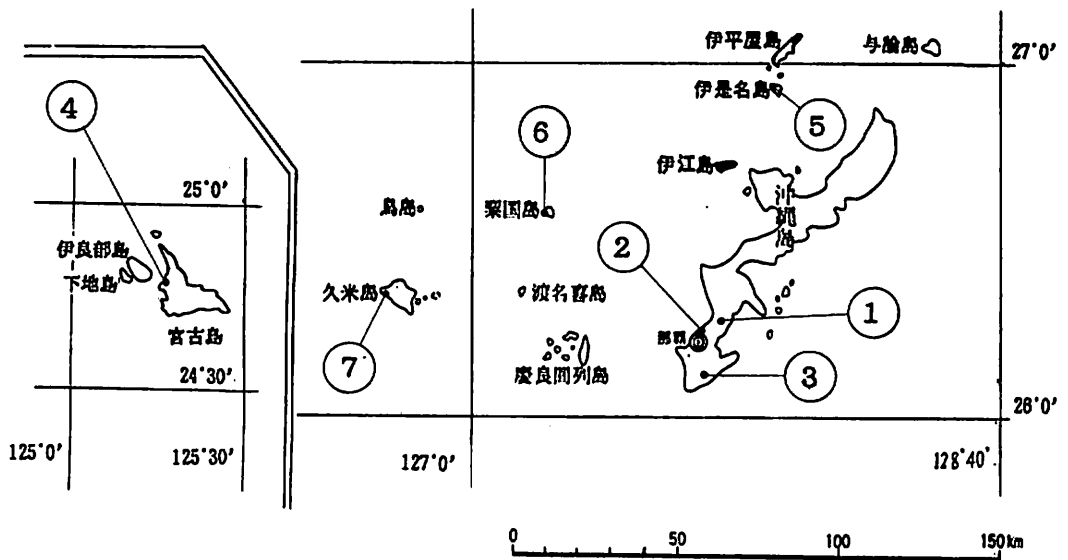 伊平屋島
与論島
27°0'
伊是名島
④
⑤
⑥
伊江島
25°0'
鳥島
粟国島
②
伊良部島
下地島
久米島
渡名喜島
那覇
①
宮古島
⑦
慶良間列島
③
24°30'
26°0'
125°0'
125°30'
127°0'
128°40'
0
50
100
150km